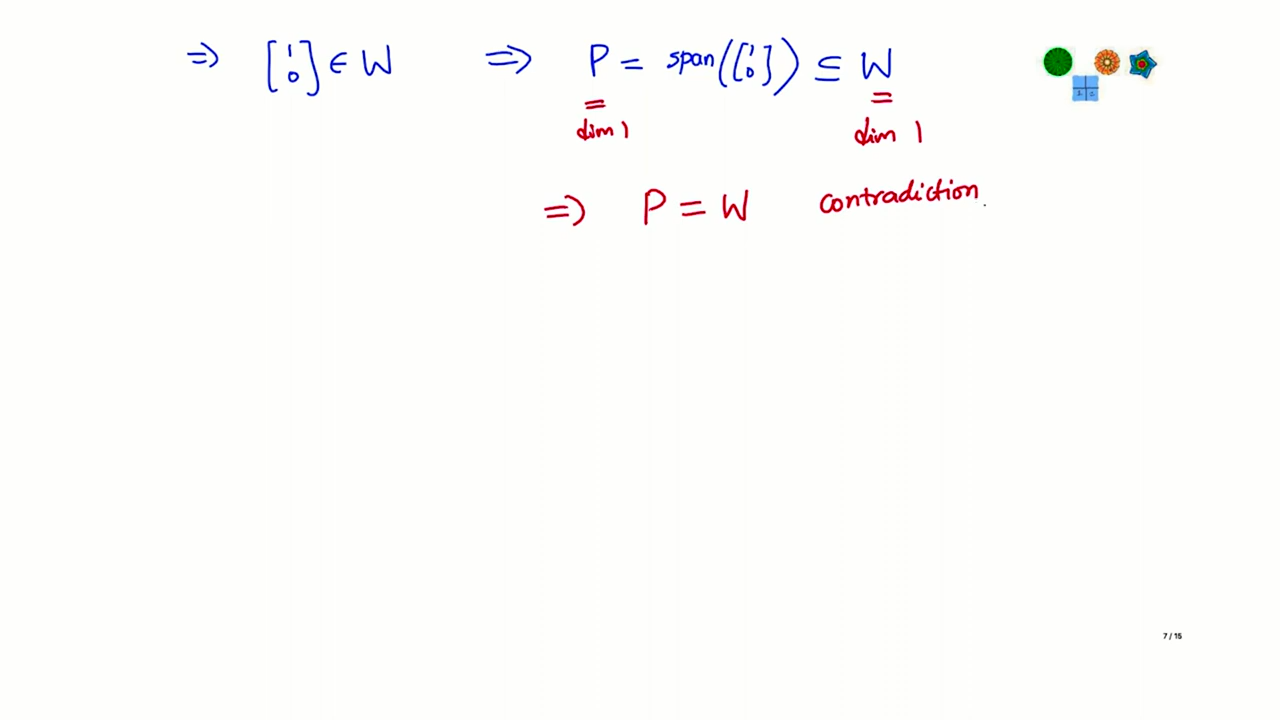 ⇒ [1 0] ∈ W ⇒ P = span([1 0]) ⊆ W
= =
dim 1 dim 1
⇒ P = W contradiction.
7 / 15